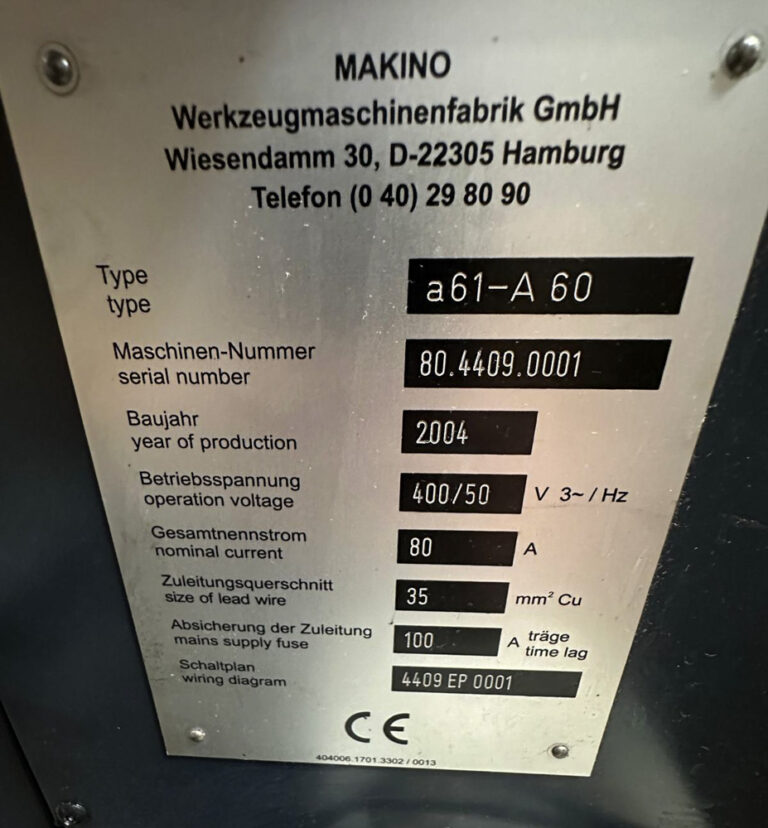 MAKINO
Werkzeugmaschinenfabrik GmbH
Wiesendamm 30, D-22305 Hamburg
Telefon (0 40) 29 80 90
Type
type
a61-A 60
Maschinen-Nummer
serial number
80.4409.0001
Baujahr
year of production
2004
Betriebsspannung
operation voltage
400/50 V 3~ / Hz
Gesamtnennstrom
nominal current
80 A
Zuleitungsquerschnitt
size of lead wire
35 mm² Cu
Absicherung der Zuleitung
mains supply fuse
100 A träge
time lag
Schaltplan
wiring diagram
4409 EP 0001
CE
404006.1701.3302 / 0013